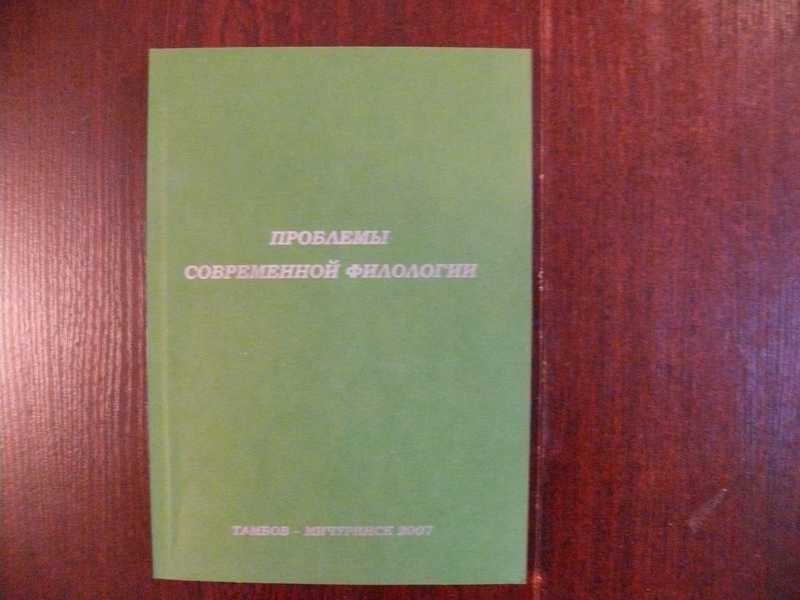 ПРОБЛЕМЫ
СОВРЕМЕННОЙ ФИЛОЛОГИИ
ТАМБОВ - МИЧУРИНСК 2007